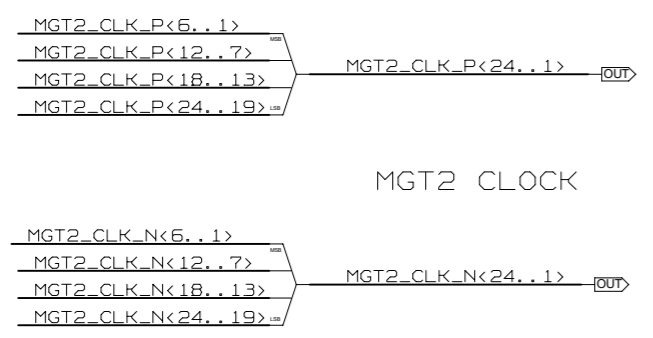 MGT2_CLK_P<6..1>
MSB
MGT2_CLK_P<12..7>
MGT2_CLK_P<18..13>
MGT2_CLK_P<24..19>
LSB
MGT2_CLK_P<24..1>
OUT
MGT2 CLOCK
MGT2_CLK_N<6..1>
MSB
MGT2_CLK_N<12..7>
MGT2_CLK_N<18..13>
MGT2_CLK_N<24..19>
LSB
MGT2_CLK_N<24..1>
OUT